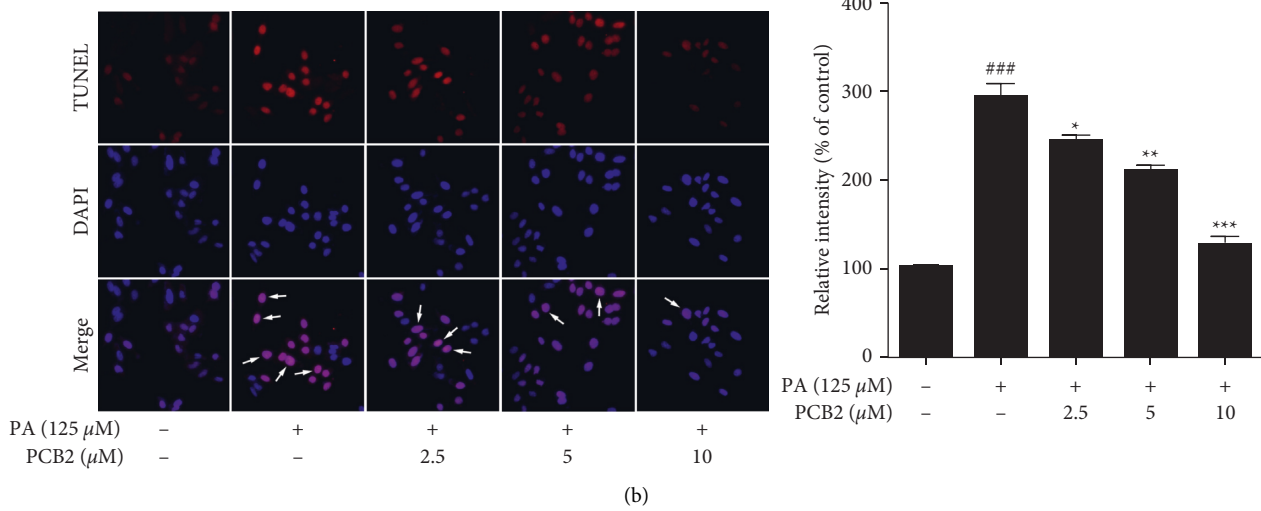 TUNEL
DAPI
Merge
PA (125 μM) – + + + +
PCB2 (μM) – – 2.5 5 10
Relative intensity (% of control)
400
300
200
100
0
###
*
**
***
PA (125 μM) – + + + +
PCB2 (μM) – – 2.5 5 10
(b)